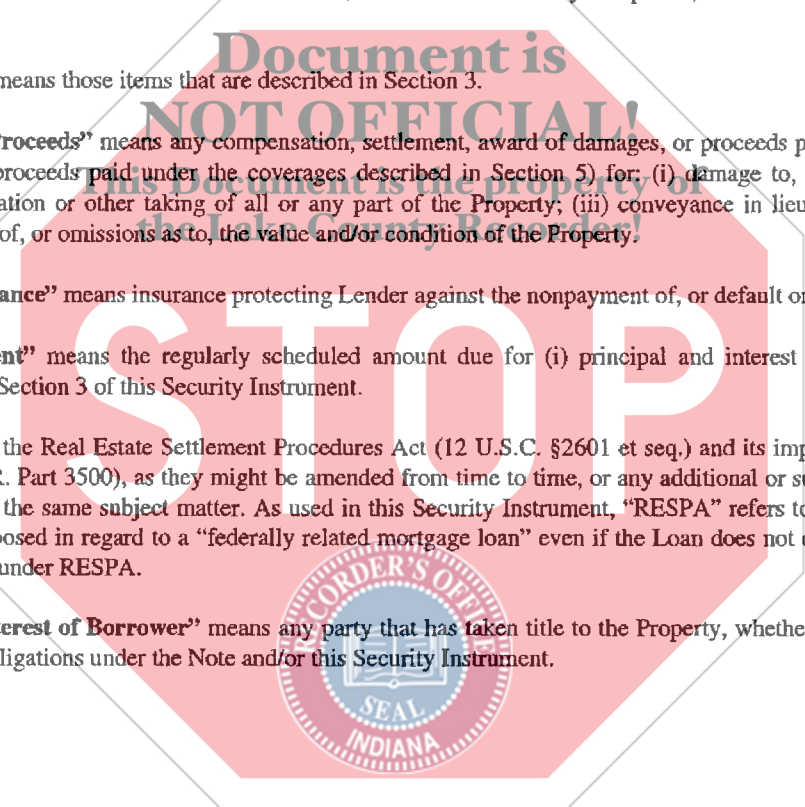 Document is
means those items that are described in Section 3.
NOT OFFICIAL!
roceeds” means any compensation, settlement, award of damages, or proceeds p
proceeds paid under the coverages described in Section 5) for: (i) damage to,
This Document is the property of
ation or other taking of all or any part of the Property; (iii) conveyance in lieu
the Lake County Recorder!
of, or omissions as to, the value and/or condition of the Property.
ance” means insurance protecting Lender against the nonpayment of, or default or
STOP
ent” means the regularly scheduled amount due for (i) principal and interest
Section 3 of this Security Instrument.
the Real Estate Settlement Procedures Act (12 U.S.C. §2601 et seq.) and its imp
. Part 3500), as they might be amended from time to time, or any additional or su
the same subject matter. As used in this Security Instrument, “RESPA” refers to
posed in regard to a “federally related mortgage loan” even if the Loan does not
under RESPA.
RECORDER'S OFFICE
erest of Borrower” means any party that has taken title to the Property, whethe
ligations under the Note and/or this Security Instrument.
SEAL
INDIANA